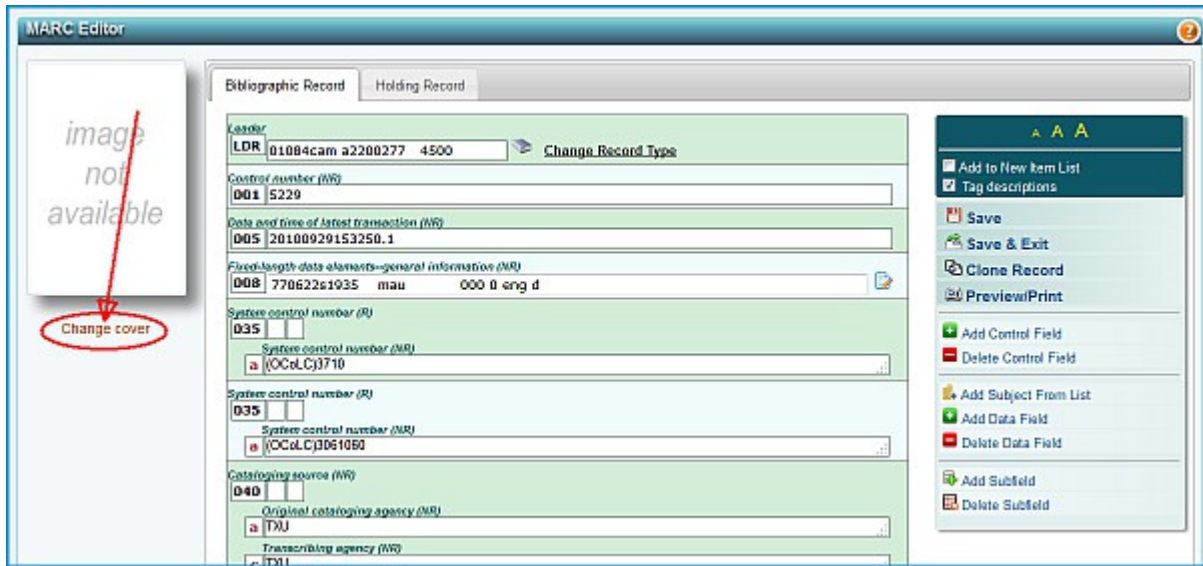 MARC Editor
image
not
available
Change cover
Bibliographic Record
Holding Record
Leader
LDR 01084cam a2200277 4500 Change Record Type
Control number (NR)
001 5229
Date and time of latest transaction (NR)
005 20100929153250.1
Fixed-length data elements--general information (NR)
008 770622s1935 mau 000 0 eng d
System control number (R)
035
System control number (NR)
a (OCoLC)3710
System control number (R)
035
System control number (NR)
a (OCoLC)3061060
Cataloging source (NR)
040
Original cataloging agency (NR)
a TXU
Transcribing agency (NR)
c TXU
A A A
Add to New Item List
Tag descriptions
Save
Save & Exit
Clone Record
Preview/Print
Add Control Field
Delete Control Field
Add Subject From List
Add Data Field
Delete Data Field
Add Subfield
Delete Subfield